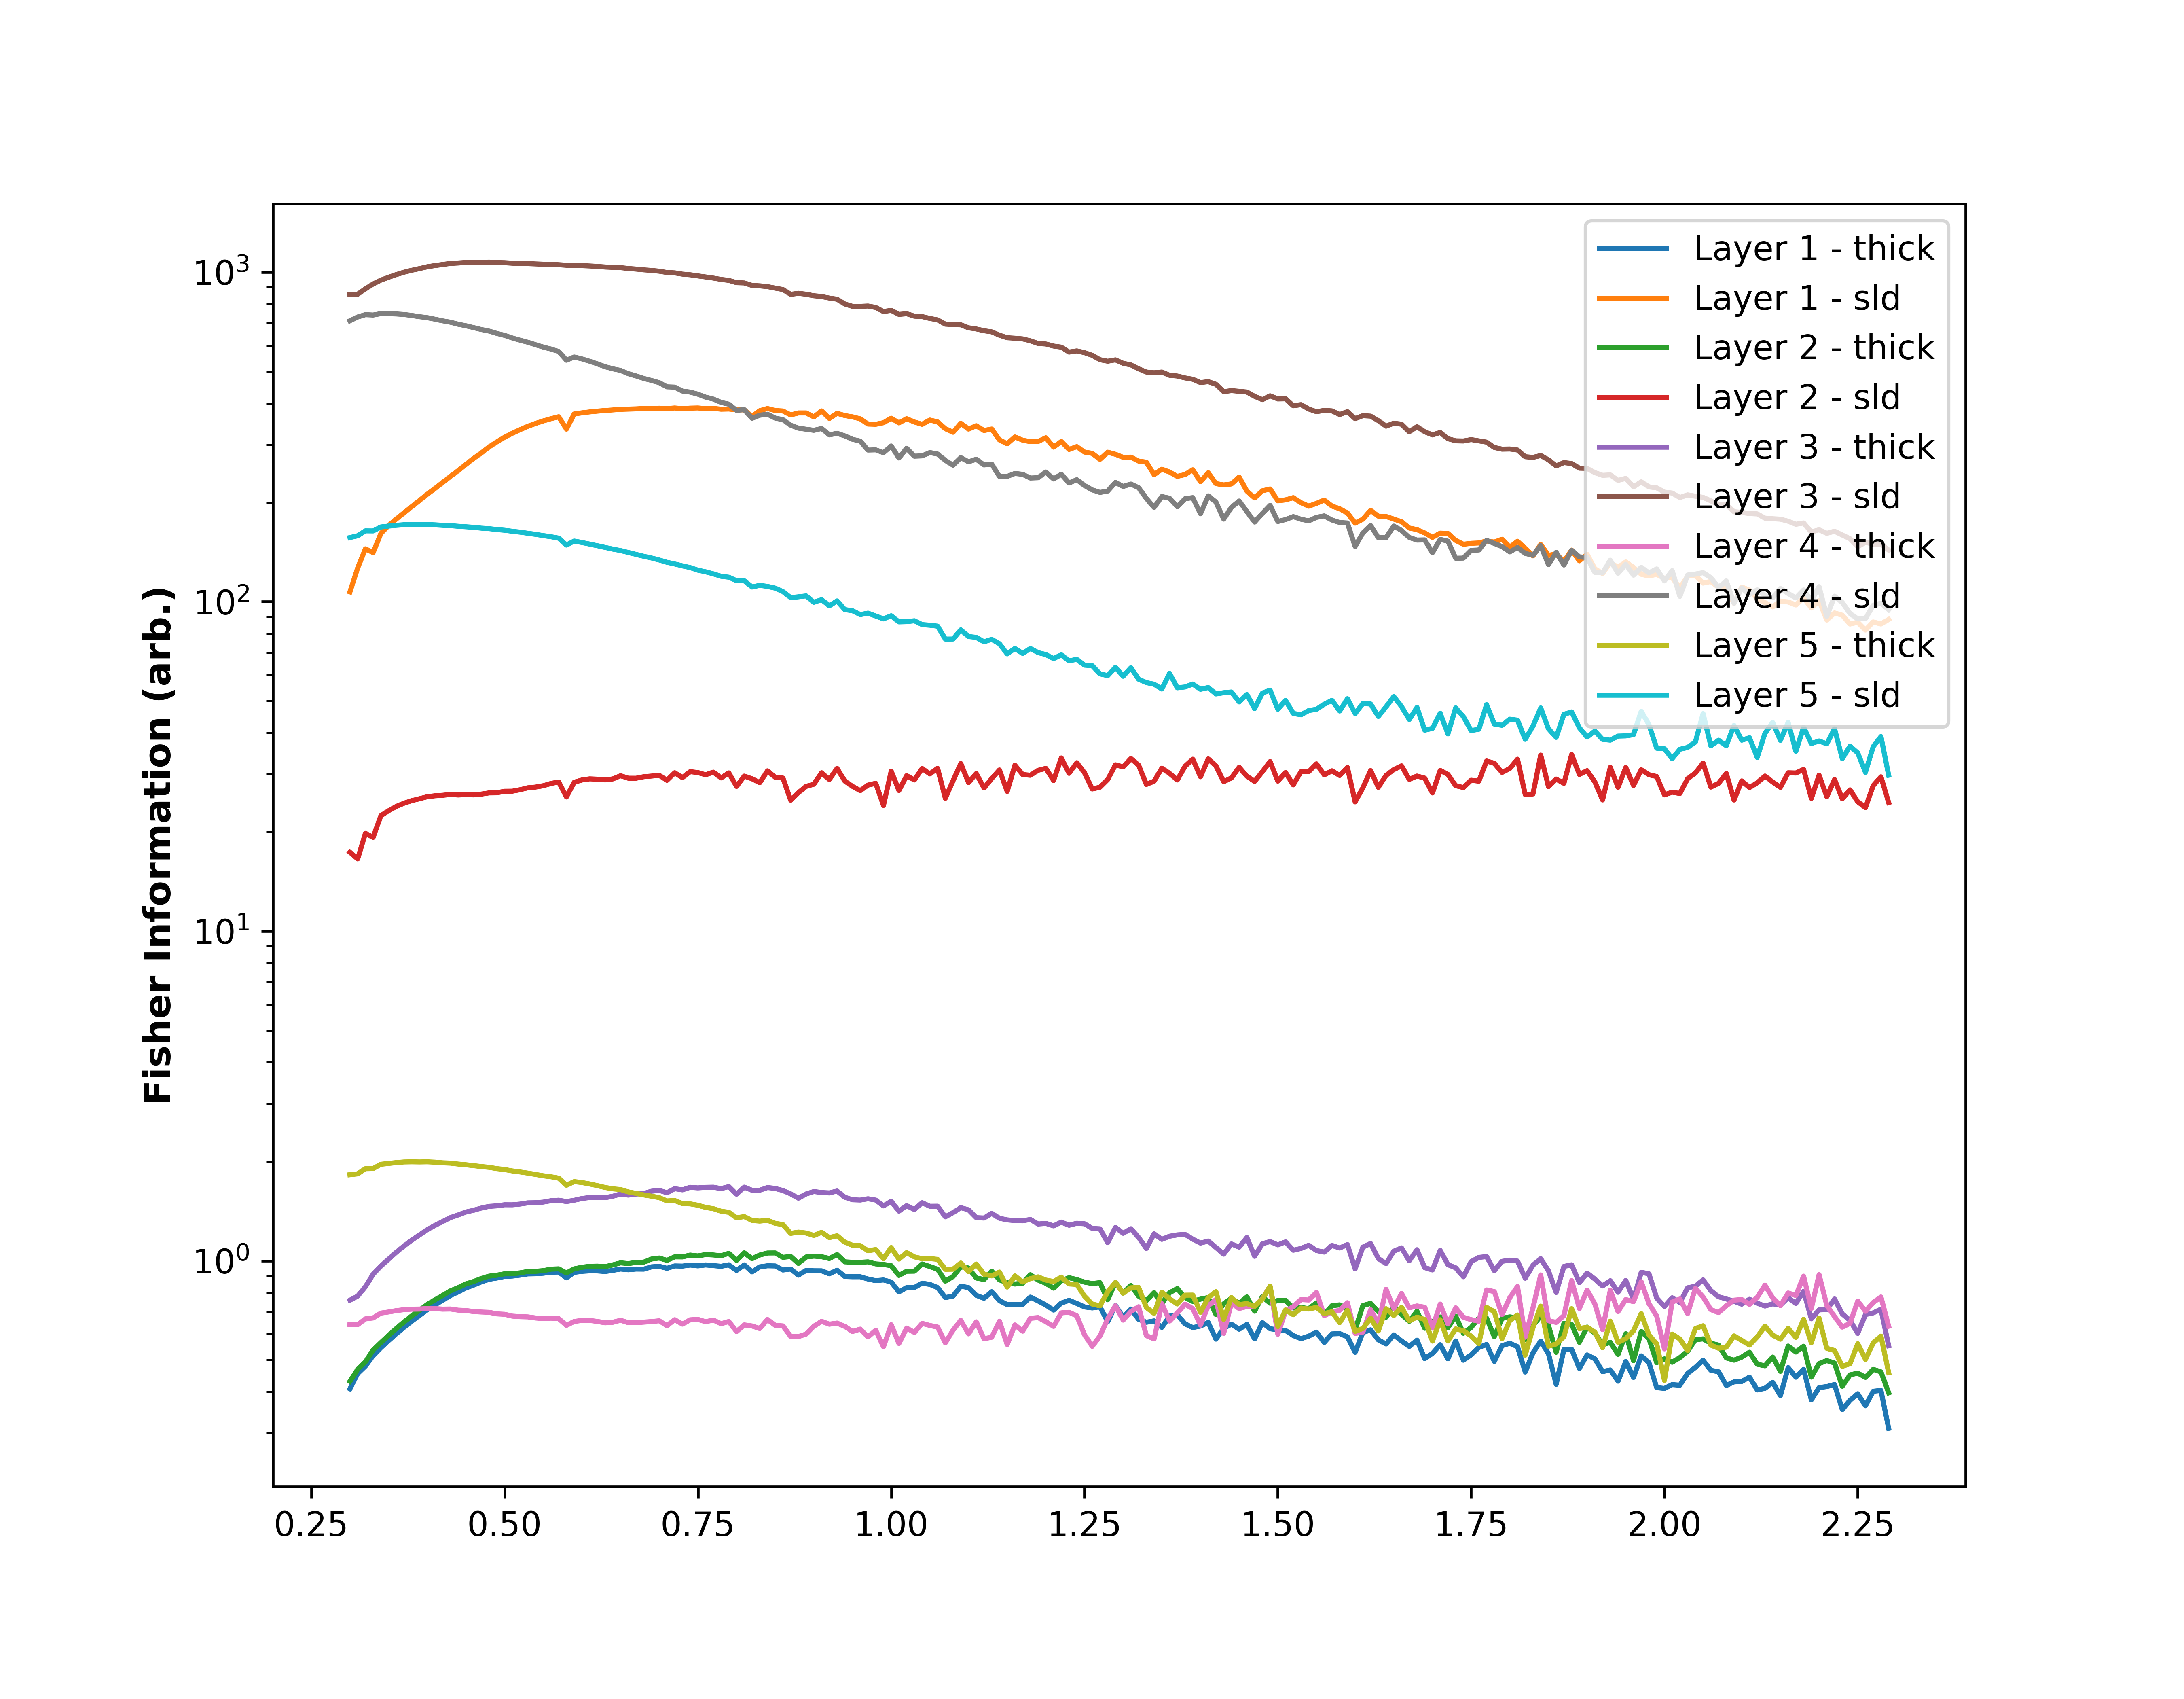 Fisher Information (arb.)
10³
10²
10¹
10⁰
0.25 0.50 0.75 1.00 1.25 1.50 1.75 2.00 2.25
Layer 1 - thick
Layer 1 - sld
Layer 2 - thick
Layer 2 - sld
Layer 3 - thick
Layer 3 - sld
Layer 4 - thick
Layer 4 - sld
Layer 5 - thick
Layer 5 - sld